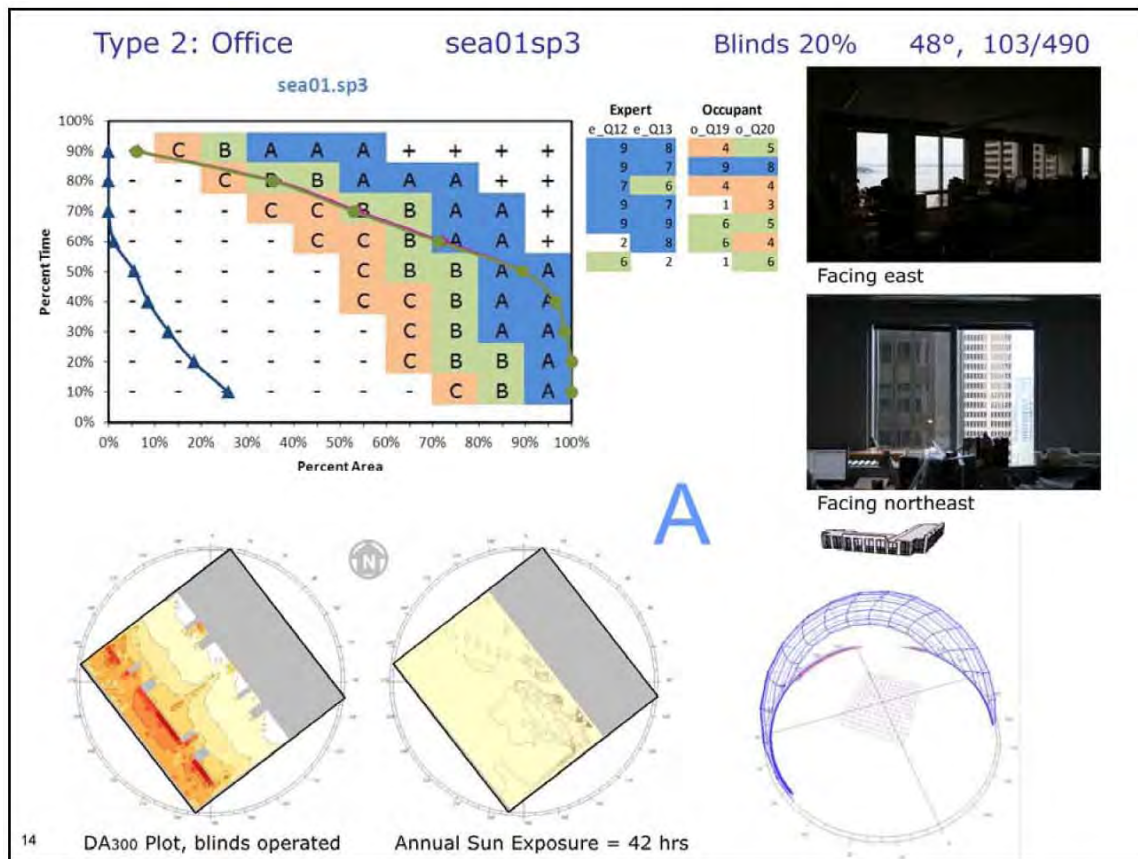 Type 2: Office sea01sp3 Blinds 20% 48°, 103/490
sea01.sp3
Percent Time
100%
90% C B A A A + + + +
80% - - C B B A A A + +
70% - - - C C B B A A +
60% - - - - C C B A A +
50% - - - - - C B B A A
40% - - - - - C C B A A
30% - - - - - - C B A A
20% - - - - - - C B B A
10% - - - - - - - C B A
0%
0% 10% 20% 30% 40% 50% 60% 70% 80% 90% 100%
Percent Area
Expert Occupant
e_Q12 e_Q13 o_Q19 o_Q20
9 8 4 5
9 7 9 8
7 6 4 4
9 7 1 3
9 9 6 5
2 8 6 4
6 2 1 6
Facing east
Facing northeast
A
N
14 DA300 Plot, blinds operated Annual Sun Exposure = 42 hrs